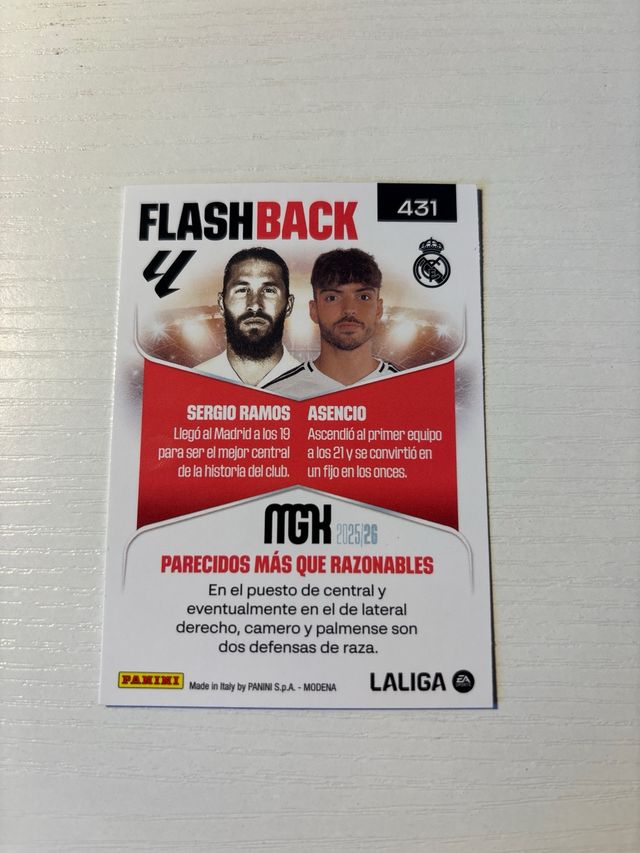 FLASHBACK
431
SERGIO RAMOS
Llegó al Madrid a los 19
para ser el mejor central
de la historia del club.
ASENCIO
Ascendió al primer equipo
a los 21 y se convirtió en
un fijo en los onces.
MGK 2025|26
PARECIDOS MÁS QUE RAZONABLES
En el puesto de central y
eventualmente en el de lateral
derecho, camero y palmense son
dos defensas de raza.
PANINI Made in Italy by PANINI S.p.A. - MODENA
LALIGA EA SPORTS